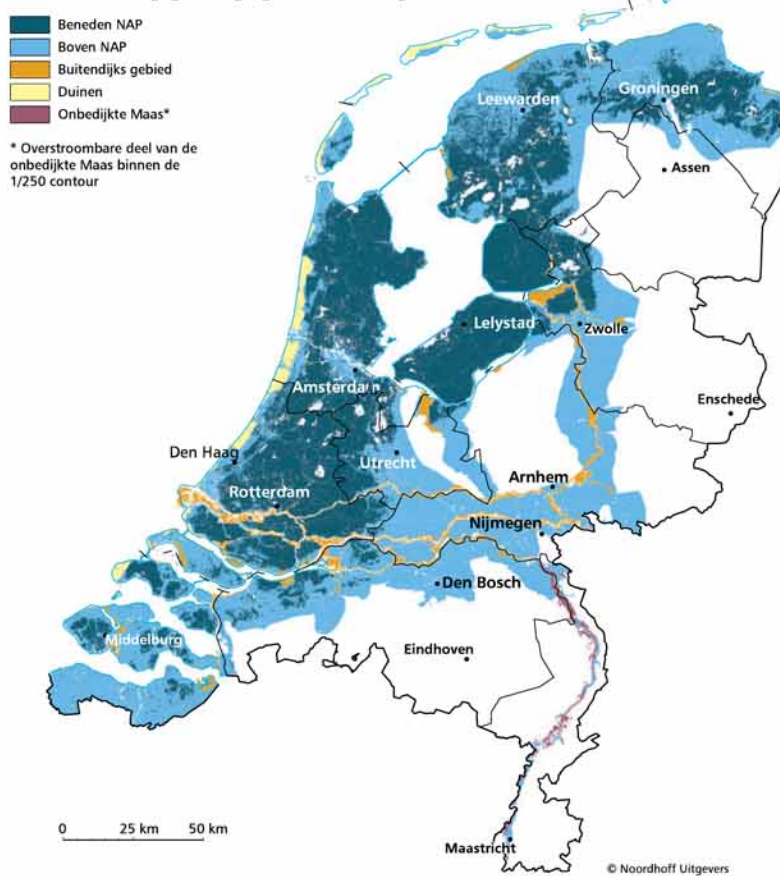 Beneden NAP
Boven NAP
Buitendijks gebied
Duinen
Onbedijkte Maas*
* Overstroombare deel van de
onbedijkte Maas binnen de
1/250 contour
Leewarden
Groningen
Assen
Lelystad
Zwolle
Amsterdam
Enschede
Den Haag
Utrecht
Arnhem
Rotterdam
Nijmegen
Den Bosch
Middelburg
Eindhoven
0 25 km 50 km
Maastricht
© Noordhoff Uitgevers